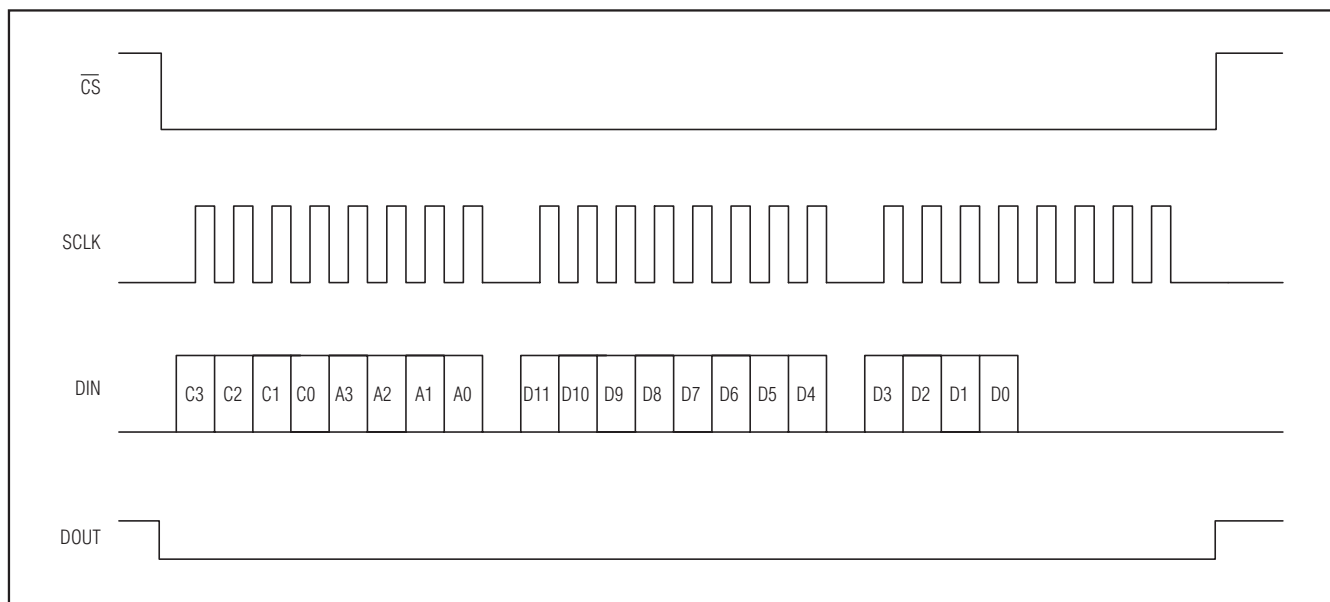 C̅S̅
SCLK
DIN C3 C2 C1 C0 A3 A2 A1 A0 D11 D10 D9 D8 D7 D6 D5 D4 D3 D2 D1 D0
DOUT